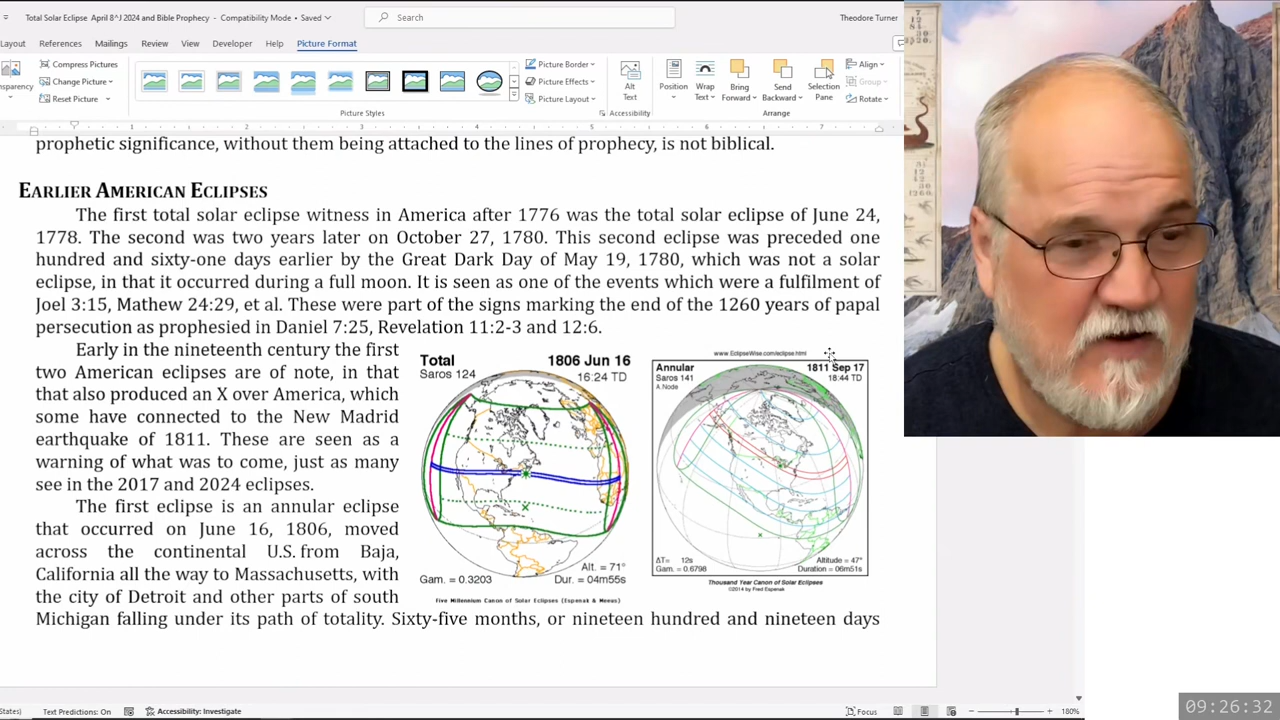 Total Solar Eclipse April 8^J 2024 and Bible Prophecy - Compatibility Mode • Saved
Search
Theodore Turner
Layout References Mailings Review View Developer Help Picture Format
Compress Pictures
Change Picture
Reset Picture
Picture Styles
Picture Border
Picture Effects
Picture Layout
Alt Text
Accessibility
Position
Wrap Text
Bring Forward
Send Backward
Selection Pane
Align
Group
Rotate
Arrange
prophetic significance, without them being attached to the lines of prophecy, is not biblical.
EARLIER AMERICAN ECLIPSES
The first total solar eclipse witness in America after 1776 was the total solar eclipse of June 24,
1778. The second was two years later on October 27, 1780. This second eclipse was preceded one
hundred and sixty-one days earlier by the Great Dark Day of May 19, 1780, which was not a solar
eclipse, in that it occurred during a full moon. It is seen as one of the events which were a fulfilment of
Joel 3:15, Mathew 24:29, et al. These were part of the signs marking the end of the 1260 years of papal
persecution as prophesied in Daniel 7:25, Revelation 11:2-3 and 12:6.
Early in the nineteenth century the first
two American eclipses are of note, in that
that also produced an X over America, which
some have connected to the New Madrid
earthquake of 1811. These are seen as a
warning of what was to come, just as many
see in the 2017 and 2024 eclipses.
The first eclipse is an annular eclipse
that occurred on June 16, 1806, moved
across the continental U.S. from Baja,
California all the way to Massachusetts, with
the city of Detroit and other parts of south
Michigan falling under its path of totality. Sixty-five months, or nineteen hundred and nineteen days
Total 1806 Jun 16
Saros 124 16:24 TD
Alt. = 71°
Gam. = 0.3203 Dur. = 04m55s
Five Millennium Canon of Solar Eclipses (Espenak & Meeus)
www.EclipseWise.com/eclipse.html
Annular 1811 Sep 17
Saros 141 18:44 TD
A. Node
ΔT= 12s Altitude = 47°
Gam. = 0.6798 Duration = 06m51s
Thousand Year Canon of Solar Eclipses
©2014 by Fred Espenak
States) Text Predictions: On Accessibility: Investigate Focus 180%
09:26:32